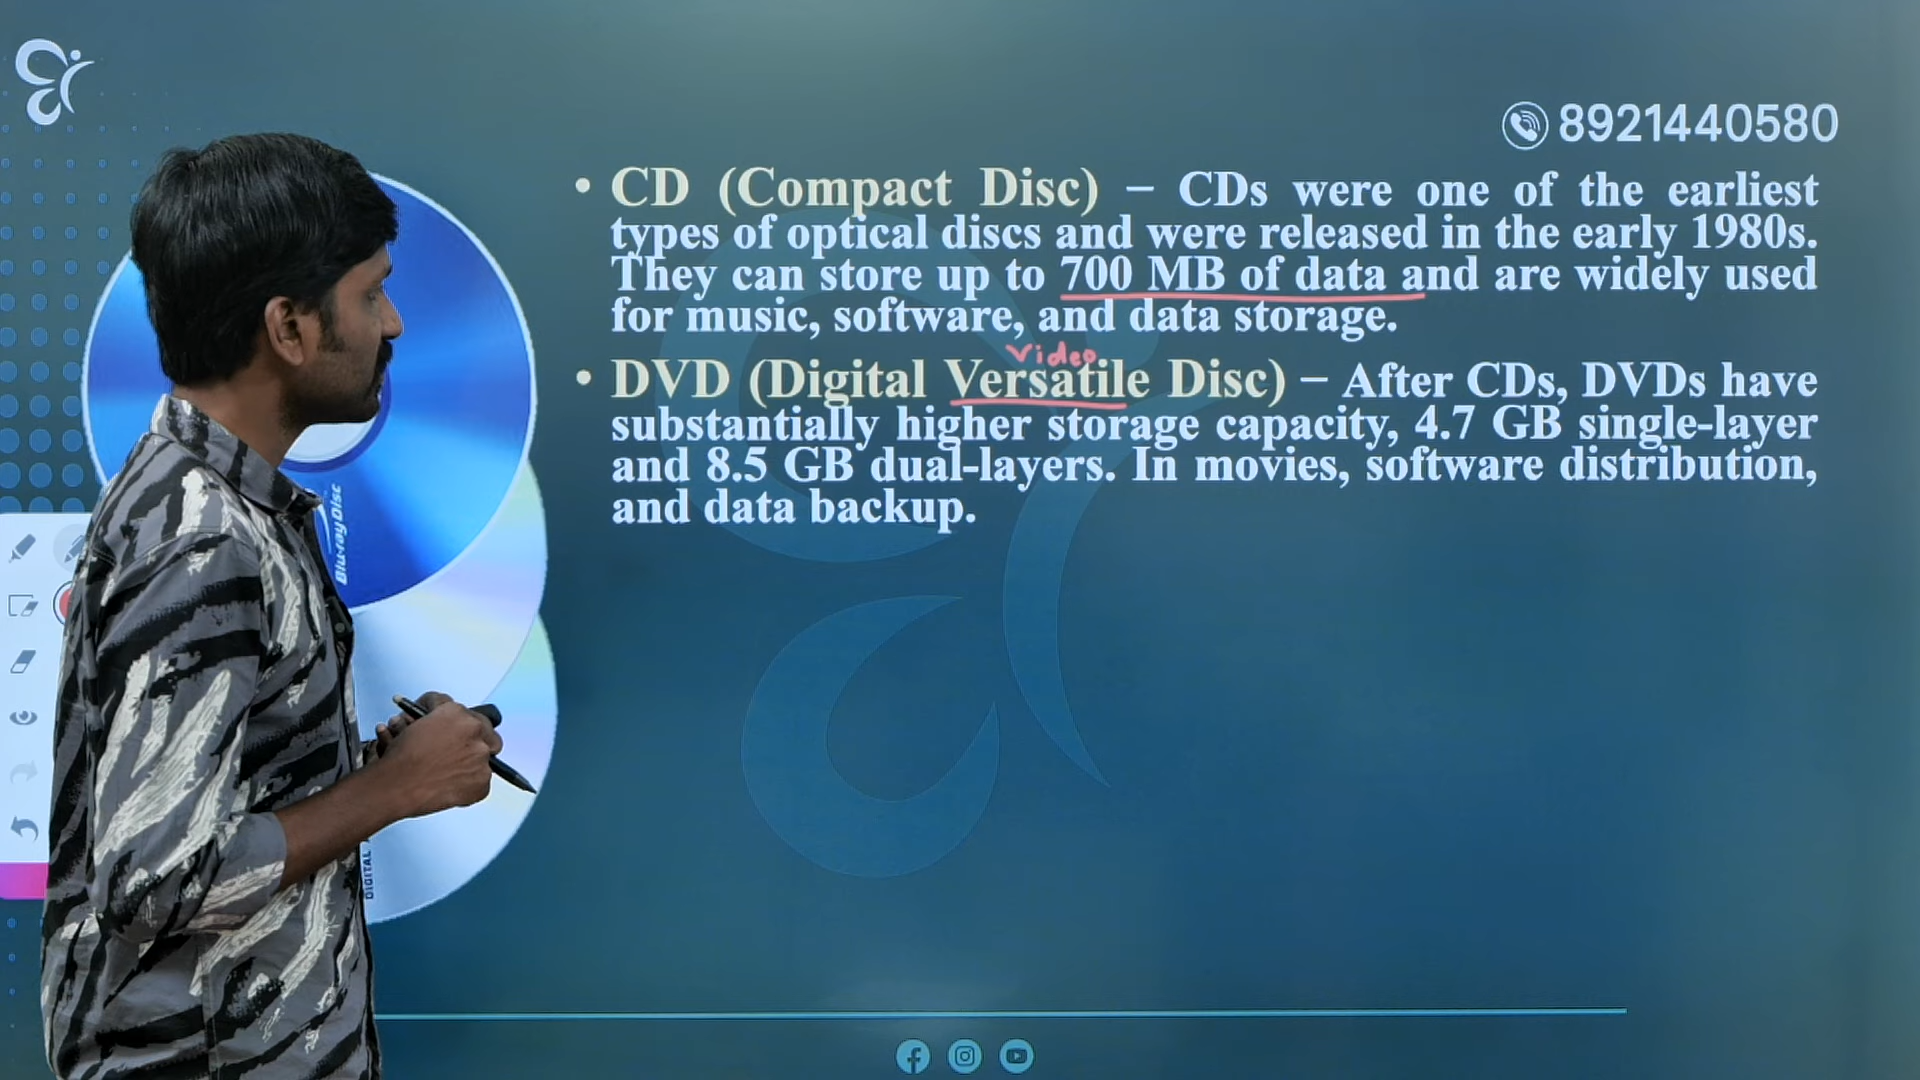 8921440580
• CD (Compact Disc) – CDs were one of the earliest
types of optical discs and were released in the early 1980s.
They can store up to 700 MB of data and are widely used
for music, software, and data storage.
video
• DVD (Digital Versatile Disc) – After CDs, DVDs have
substantially higher storage capacity, 4.7 GB single-layer
and 8.5 GB dual-layers. In movies, software distribution,
and data backup.
Blu-ray Disc
DIGITAL